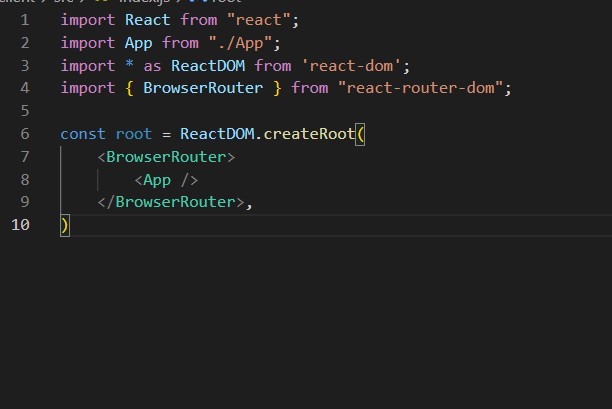 client > src > index.js > root
1 import React from "react";
2 import App from "./App";
3 import * as ReactDOM from 'react-dom';
4 import { BrowserRouter } from "react-router-dom";
5
6 const root = ReactDOM.createRoot(
7 <BrowserRouter>
8 <App />
9 </BrowserRouter>,
10 )